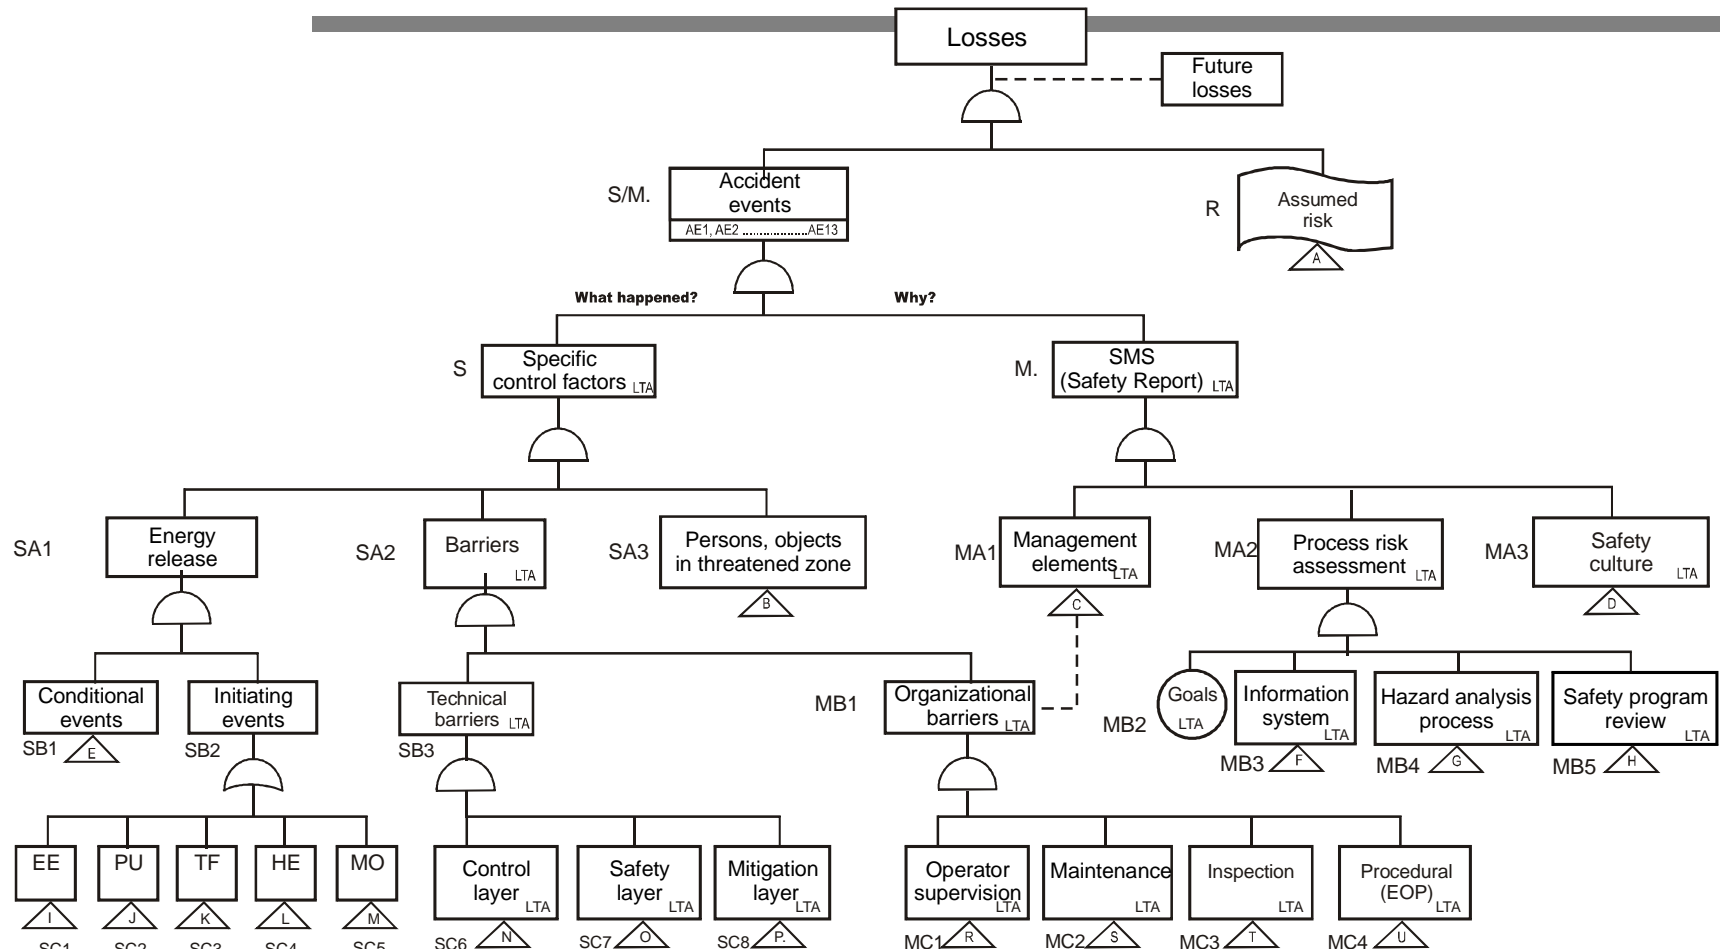 Losses
Future
losses
S/M.
Accident
events
AE1, AE2 ....................AE13
R
Assumed
risk
A
What happened?
Why?
S
Specific
control factors LTA
M.
SMS
(Safety Report) LTA
SA1
Energy
release
SA2
Barriers
LTA
SA3
Persons, objects
in threatened zone
B
MA1
Management
elements LTA
C
MA2
Process risk
assessment LTA
MA3
Safety
culture LTA
D
Conditional
events
SB1
E
Initiating
events
SB2
Technical
barriers LTA
SB3
MB1
Organizational
barriers LTA
MB2
Goals
LTA
Information
system
LTA
MB3
F
Hazard analysis
process
LTA
MB4
G
Safety program
review
LTA
MB5
H
EE
I
SC1
PU
J
SC2
TF
K
SC3
HE
L
SC4
MO
M
SC5
Control
layer
LTA
SC6
N
Safety
layer
LTA
SC7
O
Mitigation
layer
LTA
SC8
P.
Operator
supervision
LTA
MC1
R
Maintenance
LTA
MC2
S
Inspection
LTA
MC3
T
Procedural
(EOP)
LTA
MC4
U